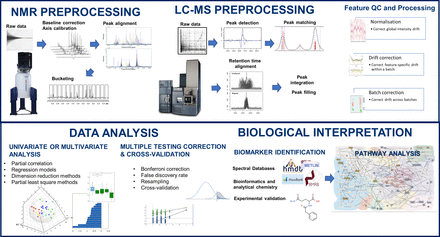 NMR PREPROCESSING
Baseline correction
Axis calibration
Raw data
Peak alignment
Bucketing
LC-MS PREPROCESSING
Raw data
Peak detection
Peak matching
Retention time
alignment
Peak
integration
Peak filling
Feature QC and Processing
Normalisation
• Correct global intensity drift
Drift correction
• Correct feature-specific drift
within a batch
Batch correction
• Correct drift across batches
DATA ANALYSIS
UNIVARIATE OR MULTIVARIATE
ANALYSIS
• Partial correlation
• Regression models
• Dimension reduction methods
• Partial least square methods
MULTIPLE TESTING CORRECTION
& CROSS-VALIDATION
• Bonferroni correction
• False discovery rate
• Resampling
• Cross-validation
BIOLOGICAL INTERPRETATION
BIOMARKER IDENTIFICATION
Spectral Databases
hmdb
METLIN
Bioinformatics and
analytical chemistry
Experimental validation
PATHWAY ANALYSIS